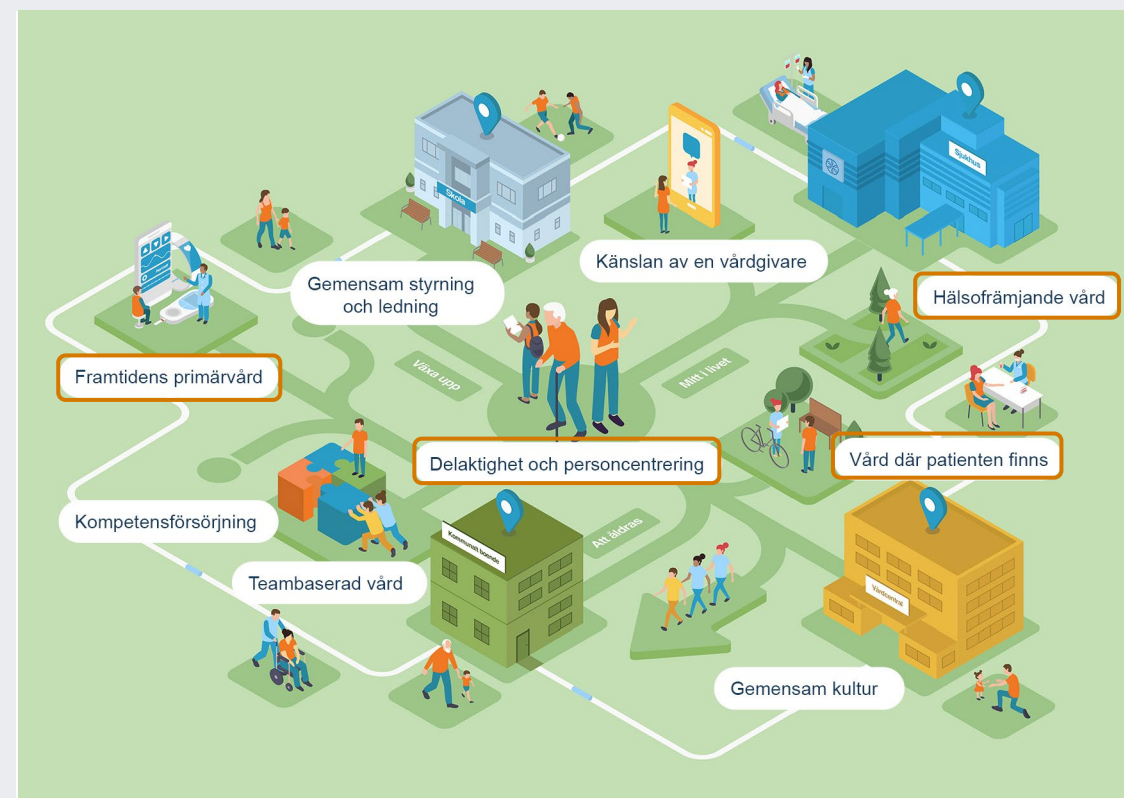 Skola
Sjukhus
Känslan av en vårdgivare
Gemensam styrning
och ledning
Hälsofrämjande vård
Framtidens primärvård
Växa upp
Mitt i livet
Delaktighet och personcentrering
Vård där patienten finns
Kompetensförsörjning
Kommunalt boende
Att åldras
Teambaserad vård
Vårdcentral
Gemensam kultur